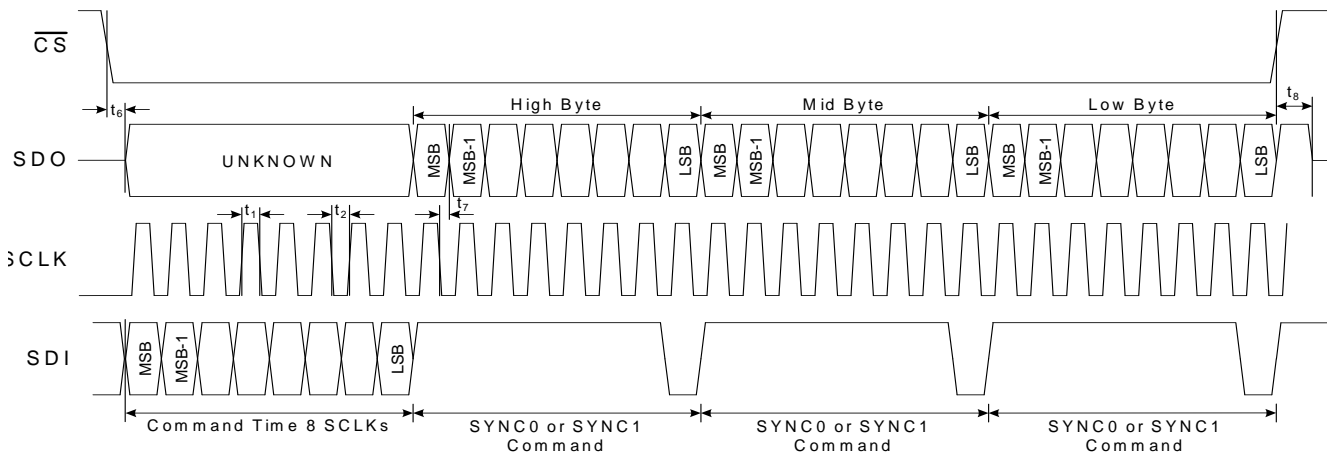 CS
High Byte Mid Byte Low Byte t8
t6
SDO UNKNOWN MSB MSB-1 LSB MSB MSB-1 LSB MSB MSB-1 LSB
t1 t2 t7
SCLK
SDI MSB MSB-1 LSB
Command Time 8 SCLKs SYNC0 or SYNC1 SYNC0 or SYNC1 SYNC0 or SYNC1
Command Command Command